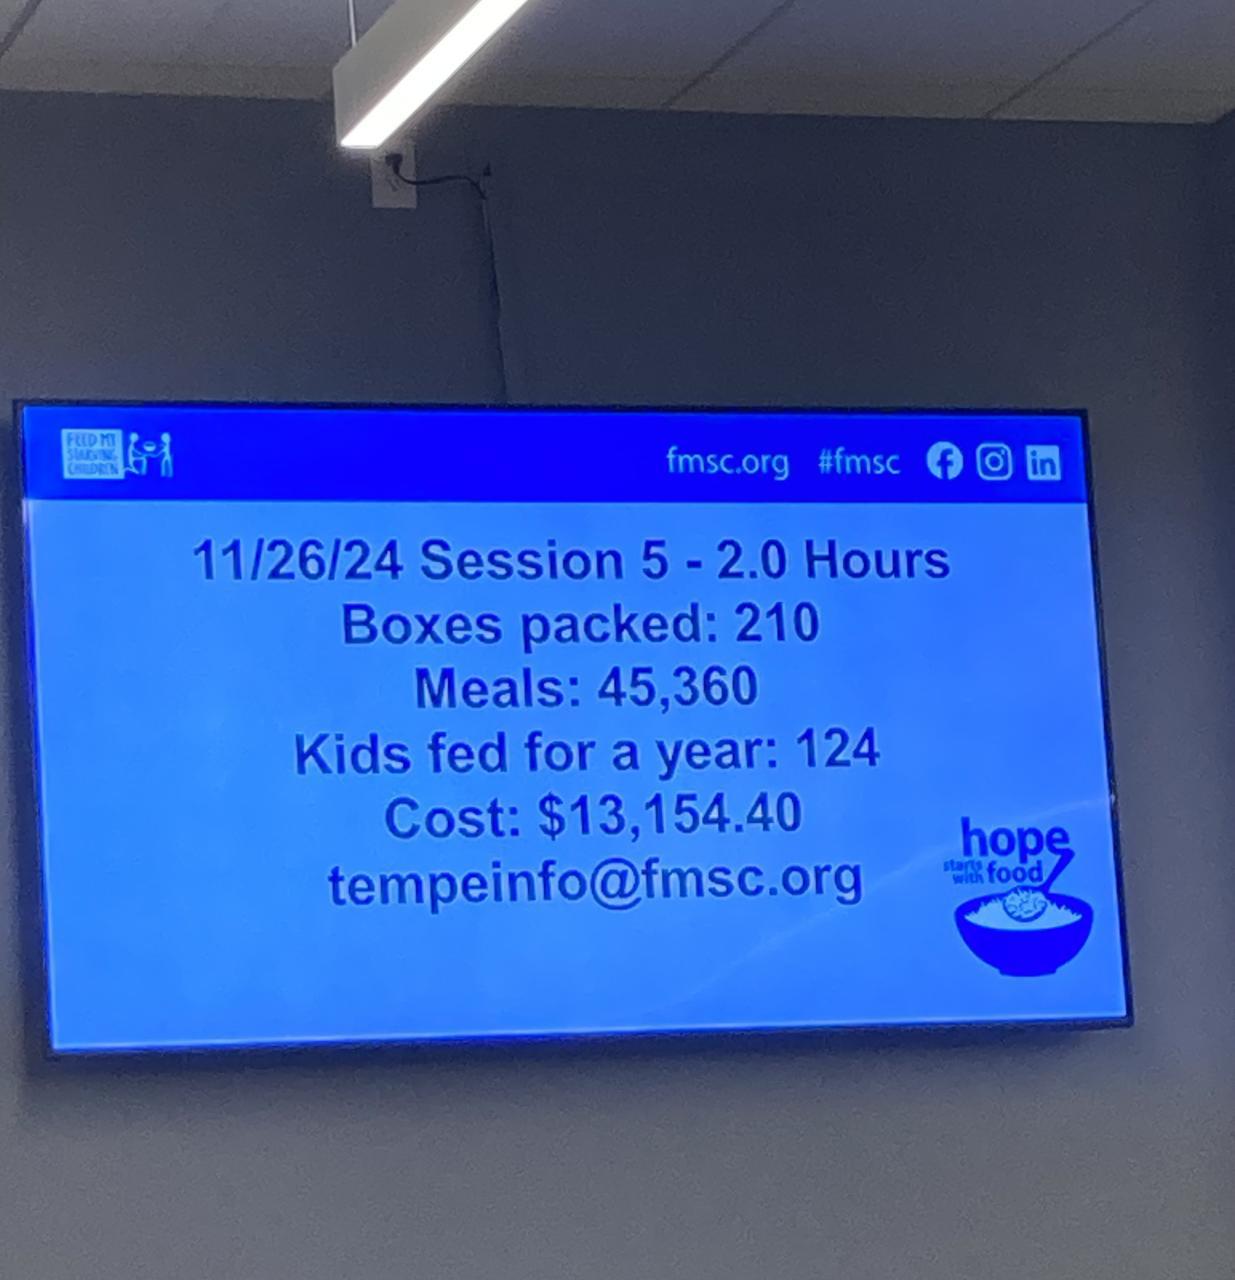 FEED MY
STARVING
CHILDREN
fmsc.org #fmsc
in
11/26/24 Session 5 - 2.0 Hours
Boxes packed: 210
Meals: 45,360
Kids fed for a year: 124
Cost: $13,154.40
tempeinfo@fmsc.org
hope
starts
with food